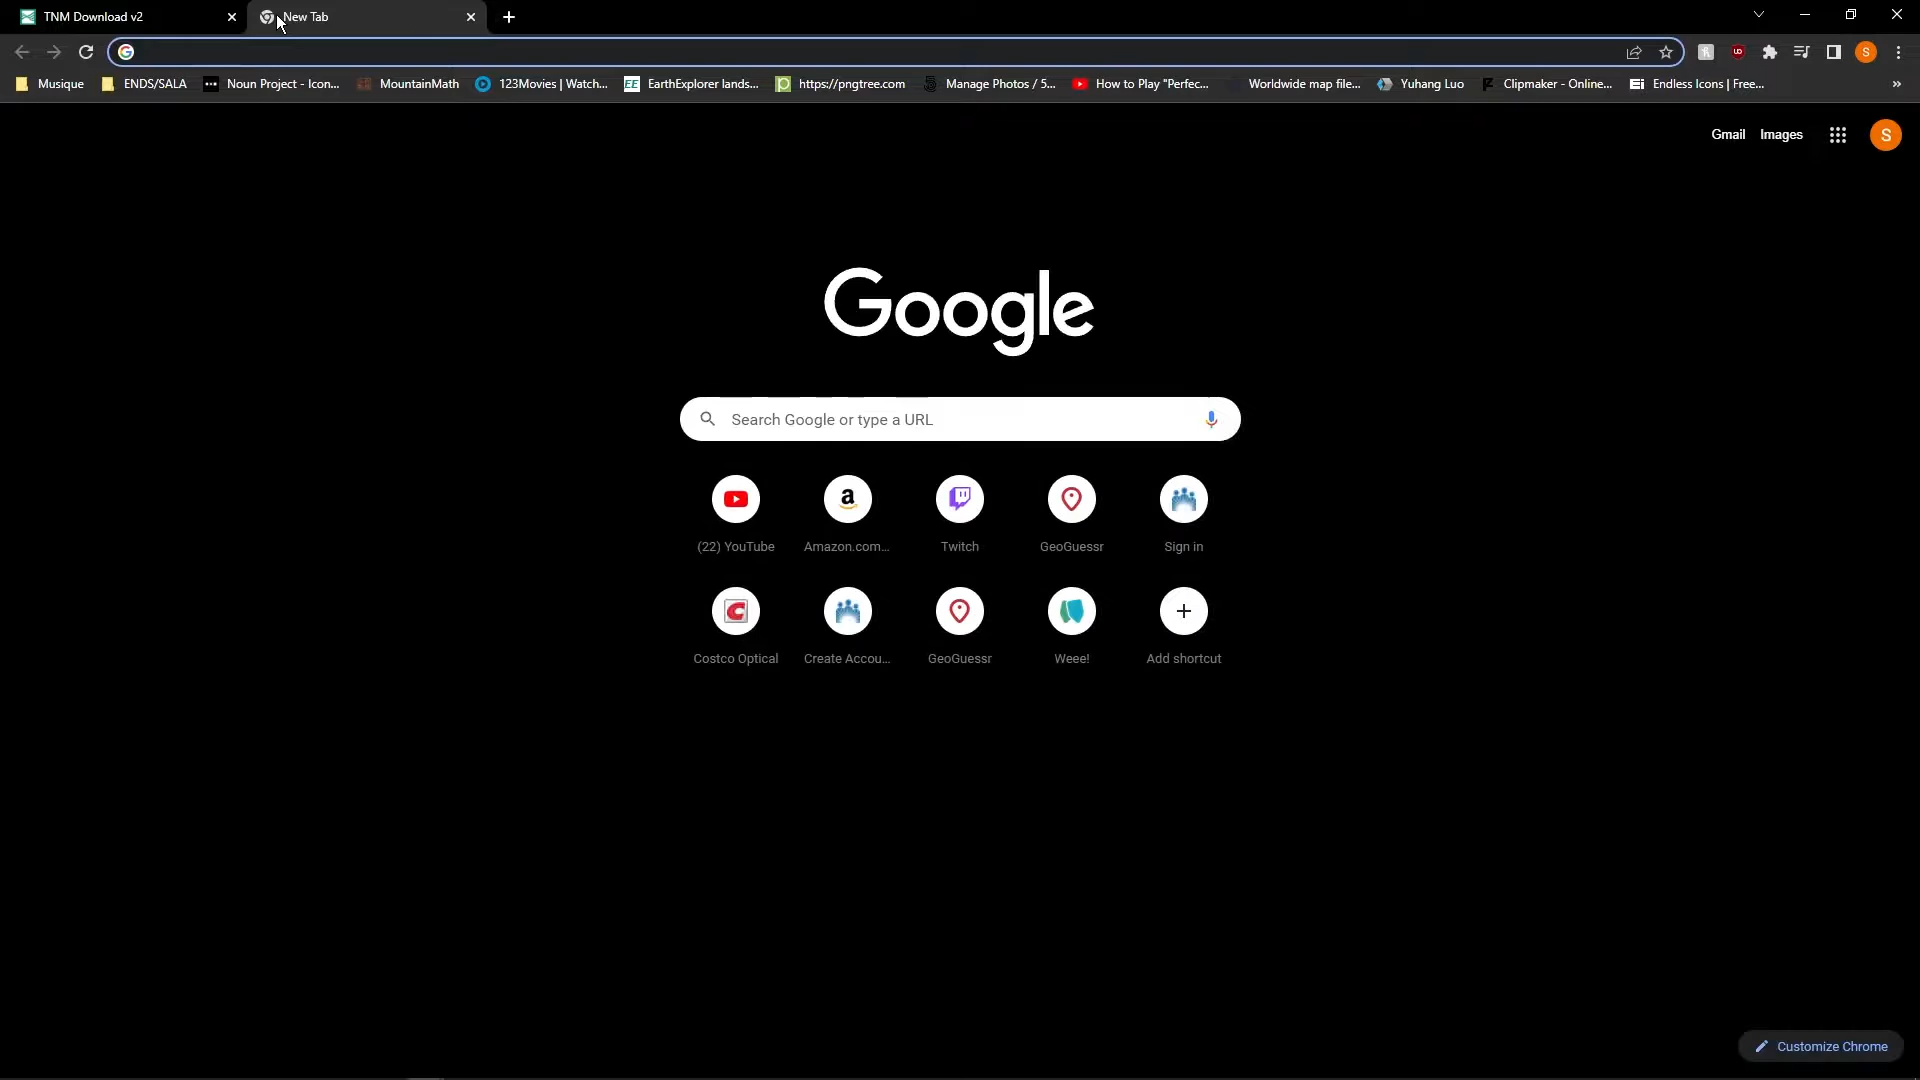 TNM Download v2
New Tab
Musique
ENDS/SALA
Noun Project - Icon...
MountainMath
123Movies | Watch...
EE
EarthExplorer lands...
https://pngtree.com
Manage Photos / 5...
How to Play "Perfec...
Worldwide map file...
Yuhang Luo
Clipmaker - Online...
Endless Icons | Free...
»
Gmail
Images
S
Google
Search Google or type a URL
(22) YouTube
Amazon.com...
Twitch
GeoGuessr
Sign in
Costco Optical
Create Accou...
GeoGuessr
Weee!
Add shortcut
Customize Chrome